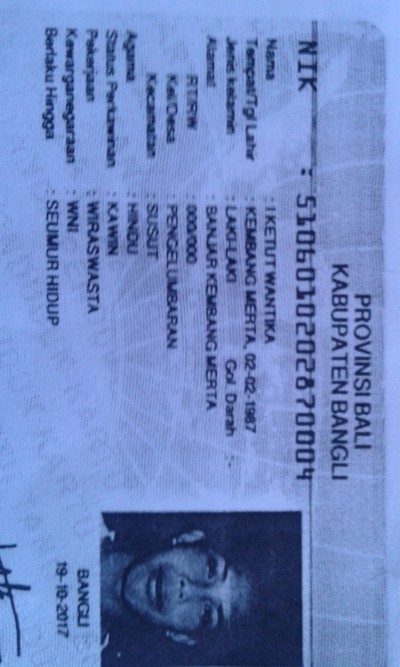 PROVINSI BALI
KABUPATEN BANGLI
NIK : 5106010202870004
Nama : I KETUT WANTIKA
Tempat/Tgl Lahir : KEMBANG MERTA, 02-02-1987
Jenis kelamin : LAKI-LAKI Gol. Darah : -
Alamat : BANJAR KEMBANG MERTA
RT/RW : 000/000
Kel/Desa : PENGELUMBARAN
Kecamatan : SUSUT
Agama : HINDU
Status Perkawinan : KAWIN
Pekerjaan : WIRASWASTA
Kewarganegaraan : WNI
Berlaku Hingga : SEUMUR HIDUP
BANGLI
19-10-2017